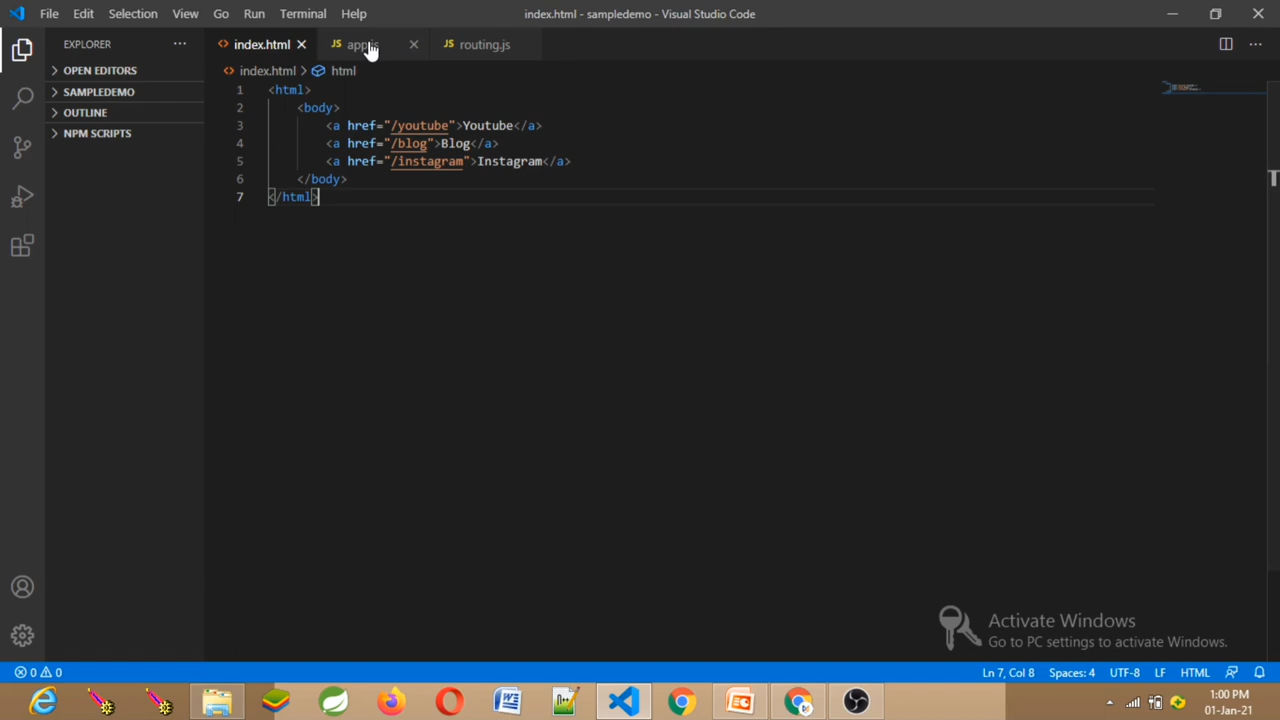 File Edit Selection View Go Run Terminal Help
index.html - sampledemo - Visual Studio Code
EXPLORER
OPEN EDITORS
SAMPLEDEMO
OUTLINE
NPM SCRIPTS
<> index.html
JS
JS routing.js
<> index.html > html
1 <html>
2 <body>
3 <a href="/youtube">Youtube</a>
4 <a href="/blog">Blog</a>
5 <a href="/instagram">Instagram</a>
6 </body>
7 </html>
Activate Windows
Go to PC settings to activate Windows.
0 0
Ln 7, Col 8 Spaces: 4 UTF-8 LF HTML
1:00 PM
01-Jan-21